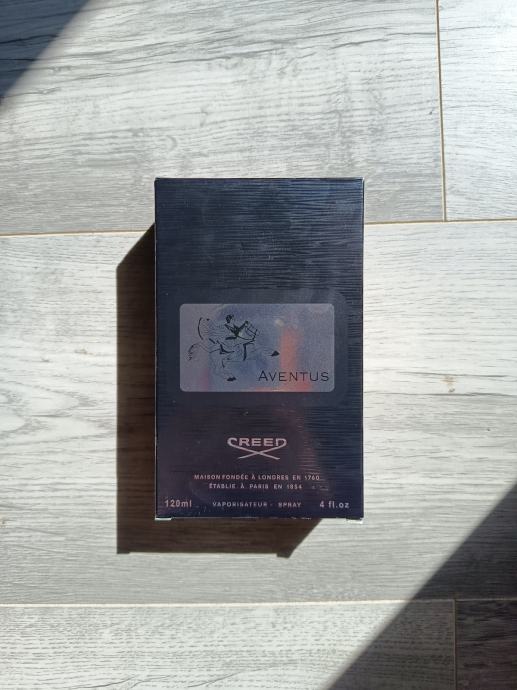 AVENTUS
CREED
MAISON FONDÉE À LONDRES EN 1760
ÉTABLIE À PARIS EN 1854
120ml - VAPORISATEUR - SPRAY 4 fl.oz